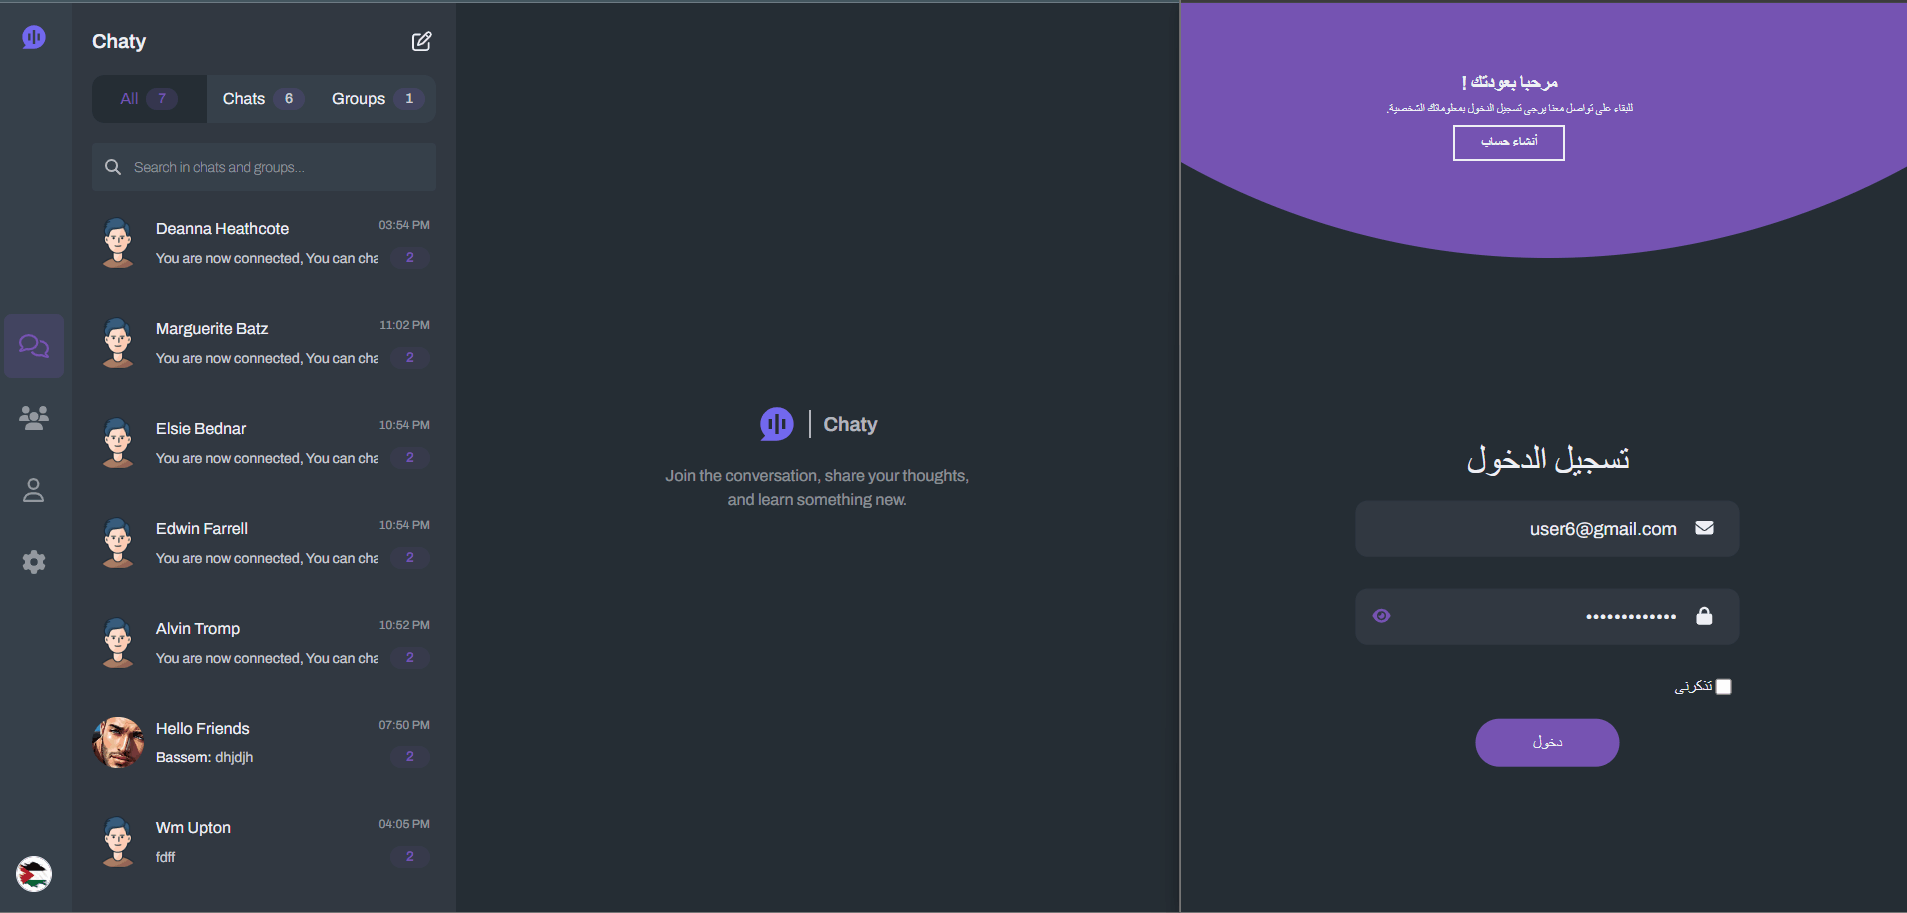 Chaty
All 7
Chats 6
Groups 1
Search in chats and groups...
Deanna Heathcote
03:54 PM
You are now connected, You can cha
2
Marguerite Batz
11:02 PM
You are now connected, You can cha
2
Elsie Bednar
10:54 PM
You are now connected, You can cha
2
Edwin Farrell
10:54 PM
You are now connected, You can cha
2
Alvin Tromp
10:52 PM
You are now connected, You can cha
2
Hello Friends
07:50 PM
Bassem: dhjdjh
2
Wm Upton
04:05 PM
fdff
2
Chaty
Join the conversation, share your thoughts,
and learn something new.
مرحبا بعودتك !
للبقاء على تواصل معنا يرجى تسجيل الدخول بمعلوماتك الشخصية.
أنشاء حساب
تسجيل الدخول
user6@gmail.com
•••••••••••••
تذكرنى
دخول